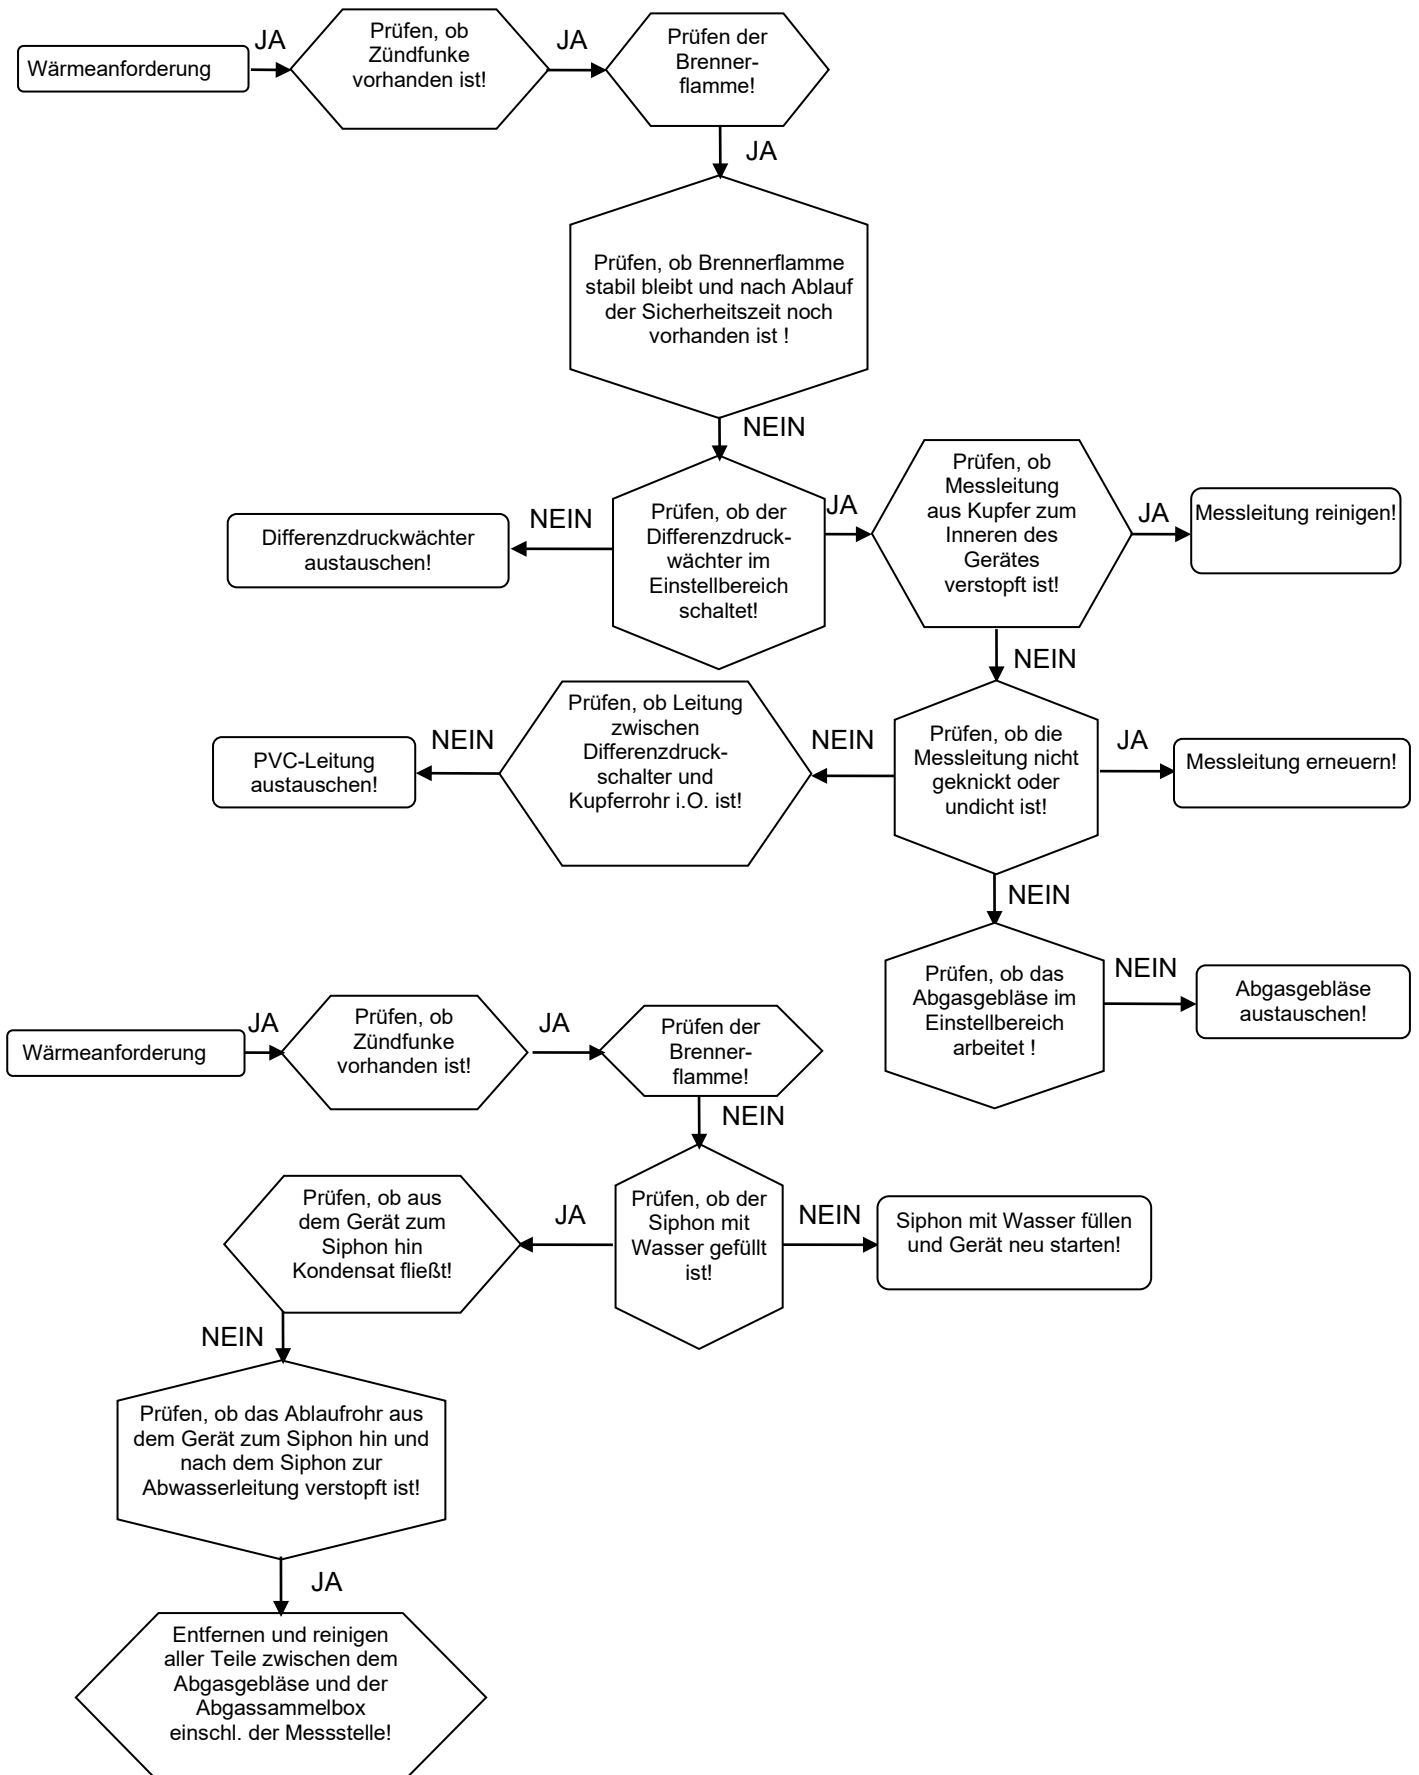 JA
Wärmeanforderung
Prüfen, ob
Zündfunke
vorhanden ist!
JA
Prüfen der
Brenner-
flamme!
JA
Prüfen, ob Brennerflamme
stabil bleibt und nach Ablauf
der Sicherheitszeit noch
vorhanden ist !
NEIN
Prüfen, ob der
Differenzdruck-
wächter im
Einstellbereich
schaltet!
NEIN
Differenzdruckwächter
austauschen!
JA
Prüfen, ob
Messleitung
aus Kupfer zum
Inneren des
Gerätes
verstopft ist!
JA
Messleitung reinigen!
NEIN
Prüfen, ob die
Messleitung nicht
geknickt oder
undicht ist!
JA
Messleitung erneuern!
NEIN
Prüfen, ob Leitung
zwischen
Differenzdruck-
schalter und
Kupferrohr i.O. ist!
NEIN
PVC-Leitung
austauschen!
NEIN
Prüfen, ob das
Abgasgebläse im
Einstellbereich
arbeitet !
NEIN
Abgasgebläse
austauschen!
Wärmeanforderung
JA
Prüfen, ob
Zündfunke
vorhanden ist!
JA
Prüfen der
Brenner-
flamme!
NEIN
Prüfen, ob der
Siphon mit
Wasser gefüllt
ist!
NEIN
Siphon mit Wasser füllen
und Gerät neu starten!
JA
Prüfen, ob aus
dem Gerät zum
Siphon hin
Kondensat fließt!
NEIN
Prüfen, ob das Ablaufrohr aus
dem Gerät zum Siphon hin und
nach dem Siphon zur
Abwasserleitung verstopft ist!
JA
Entfernen und reinigen
aller Teile zwischen dem
Abgasgebläse und der
Abgassammelbox
einschl. der Messstelle!